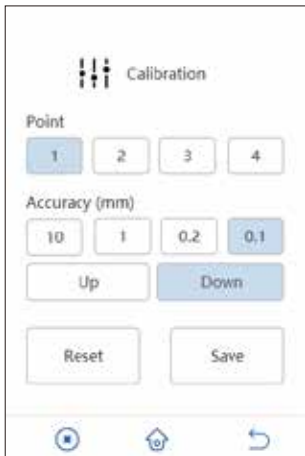 Calibration
Point
1 2 3 4
Accuracy (mm)
10 1 0.2 0.1
Up Down
Reset Save